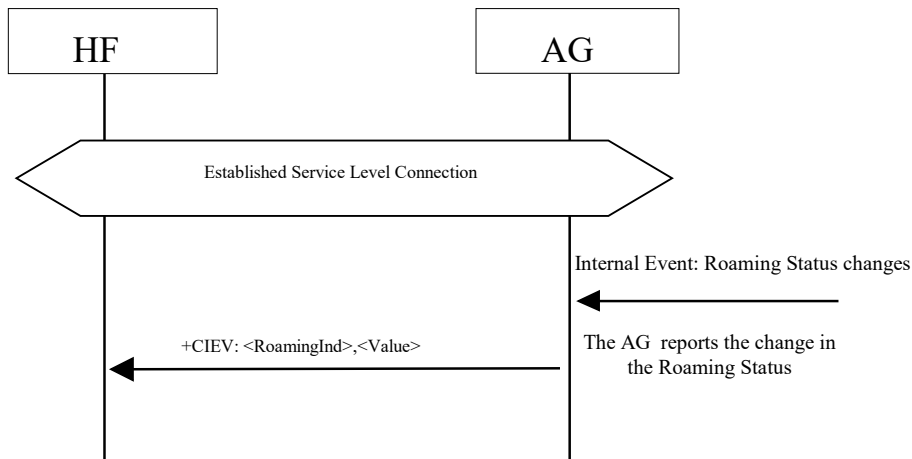 HF
AG
Established Service Level Connection
Internal Event: Roaming Status changes
+CIEV: <RoamingInd>,<Value>
The AG reports the change in
the Roaming Status